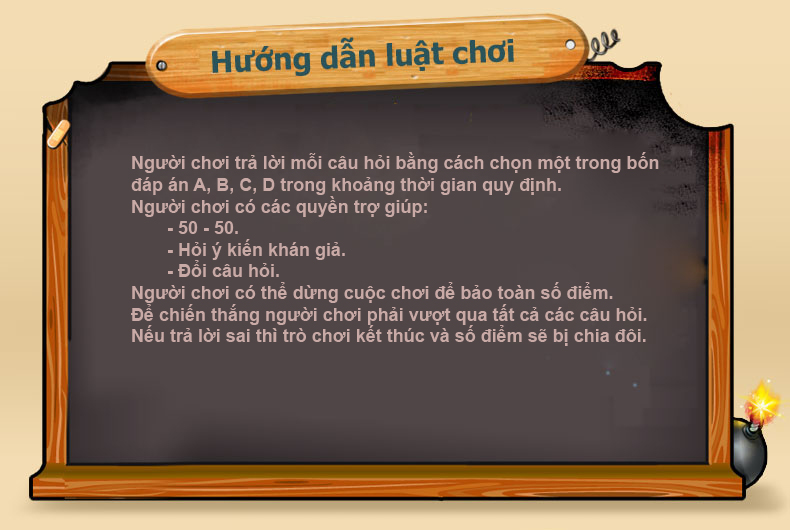 Hướng dẫn luật chơi
Người chơi trả lời mỗi câu hỏi bằng cách chọn một trong bốn
đáp án A, B, C, D trong khoảng thời gian quy định.
Người chơi có các quyền trợ giúp:
- 50 - 50.
- Hỏi ý kiến khán giả.
- Đổi câu hỏi.
Người chơi có thể dừng cuộc chơi để bảo toàn số điểm.
Để chiến thắng người chơi phải vượt qua tất cả các câu hỏi.
Nếu trả lời sai thì trò chơi kết thúc và số điểm sẽ bị chia đôi.